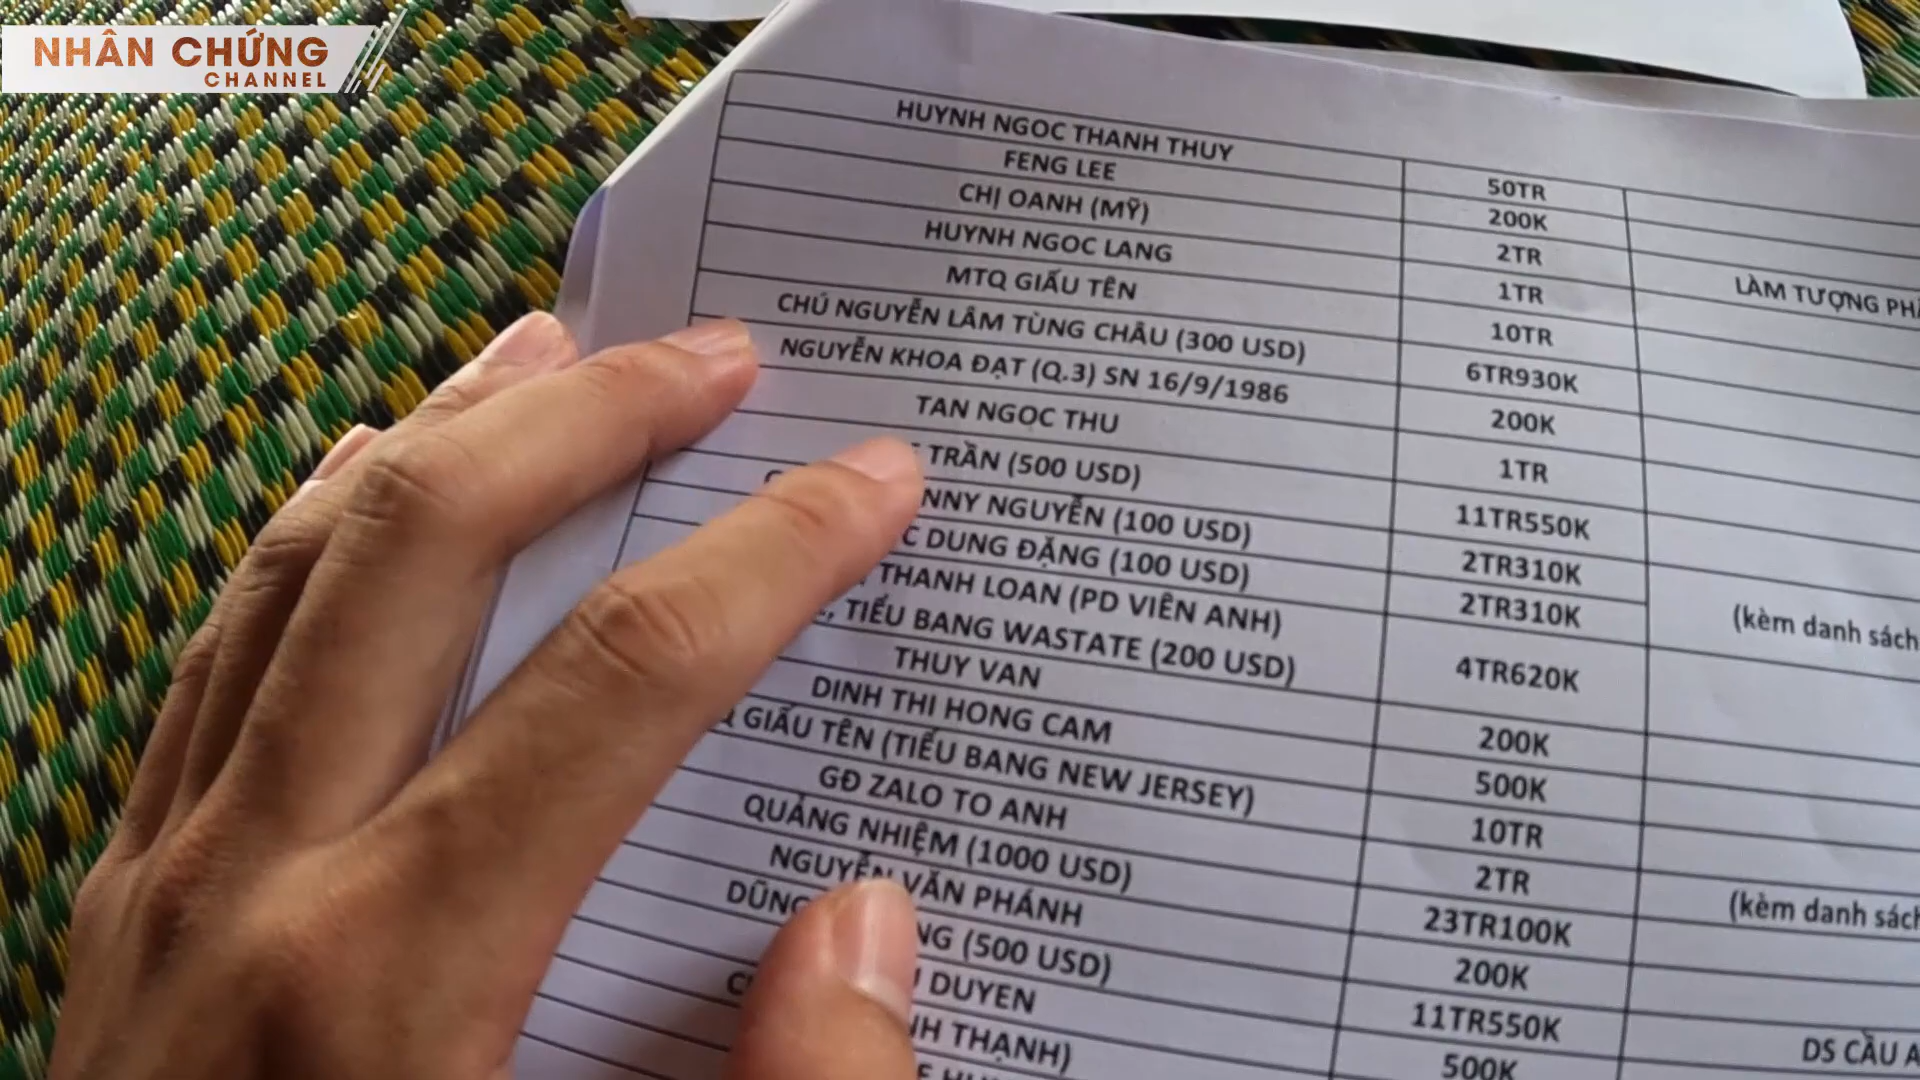 NHÂN CHỨNG
CHANNEL
HUYNH NGOC THANH THUY 50TR
FENG LEE 200K
CHỊ OANH (MỸ) 2TR
HUYNH NGOC LANG 1TR LÀM TƯỢNG
MTQ GIẤU TÊN 10TR
CHÚ NGUYỄN LÂM TÙNG CHÂU (300 USD) 6TR930K
NGUYỄN KHOA ĐẠT (Q.3) SN 16/9/1986 200K
TAN NGỌC THU 1TR
TRẦN (500 USD) 11TR550K
NGUYỄN (100 USD) 2TR310K
DUNG ĐẶNG (100 USD) 2TR310K (kèm danh sách
THANH LOAN (PD VIÊN ANH)
TIỂU BANG WASTATE (200 USD) 4TR620K
THUY VAN 200K
DINH THI HONG CAM 500K
GIẤU TÊN (TIỂU BANG NEW JERSEY) 10TR
GĐ ZALO TO ANH 2TR
QUẢNG NHIỆM (1000 USD) 23TR100K (kèm danh sách
NGUYỄN VĂN PHÁNH 200K
(500 USD) 11TR550K
DUYEN 500K DS CẦU
THẠNH)